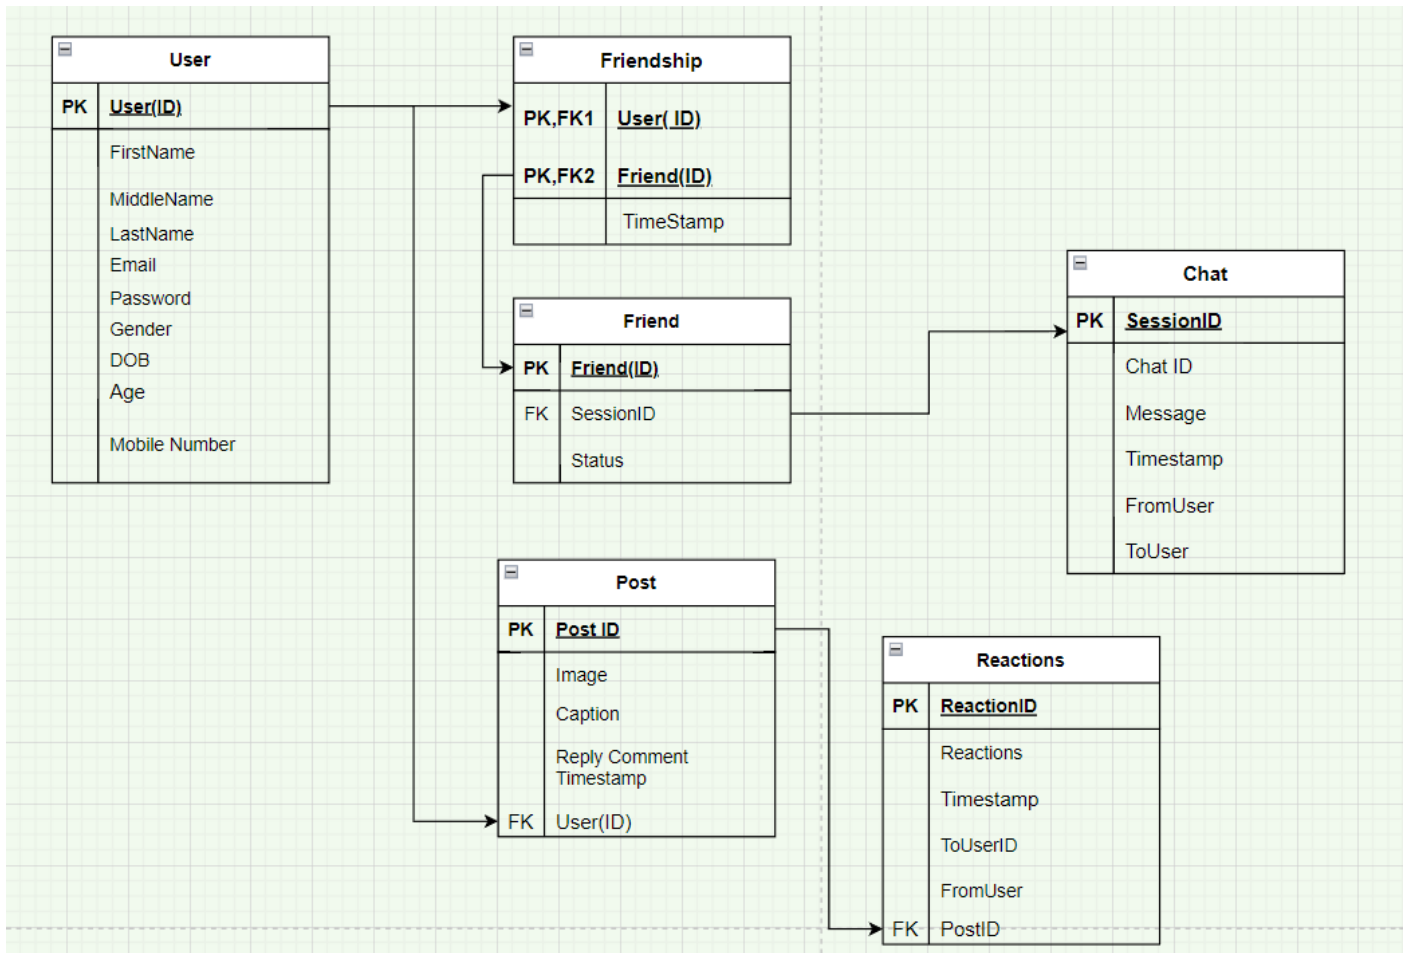 User
PK User(ID)
FirstName
MiddleName
LastName
Email
Password
Gender
DOB
Age
Mobile Number
Friendship
PK,FK1 User( ID)
PK,FK2 Friend(ID)
TimeStamp
Friend
PK Friend(ID)
FK SessionID
Status
Chat
PK SessionID
Chat ID
Message
Timestamp
FromUser
ToUser
Post
PK Post ID
Image
Caption
Reply Comment
Timestamp
FK User(ID)
Reactions
PK ReactionID
Reactions
Timestamp
ToUserID
FromUser
FK PostID